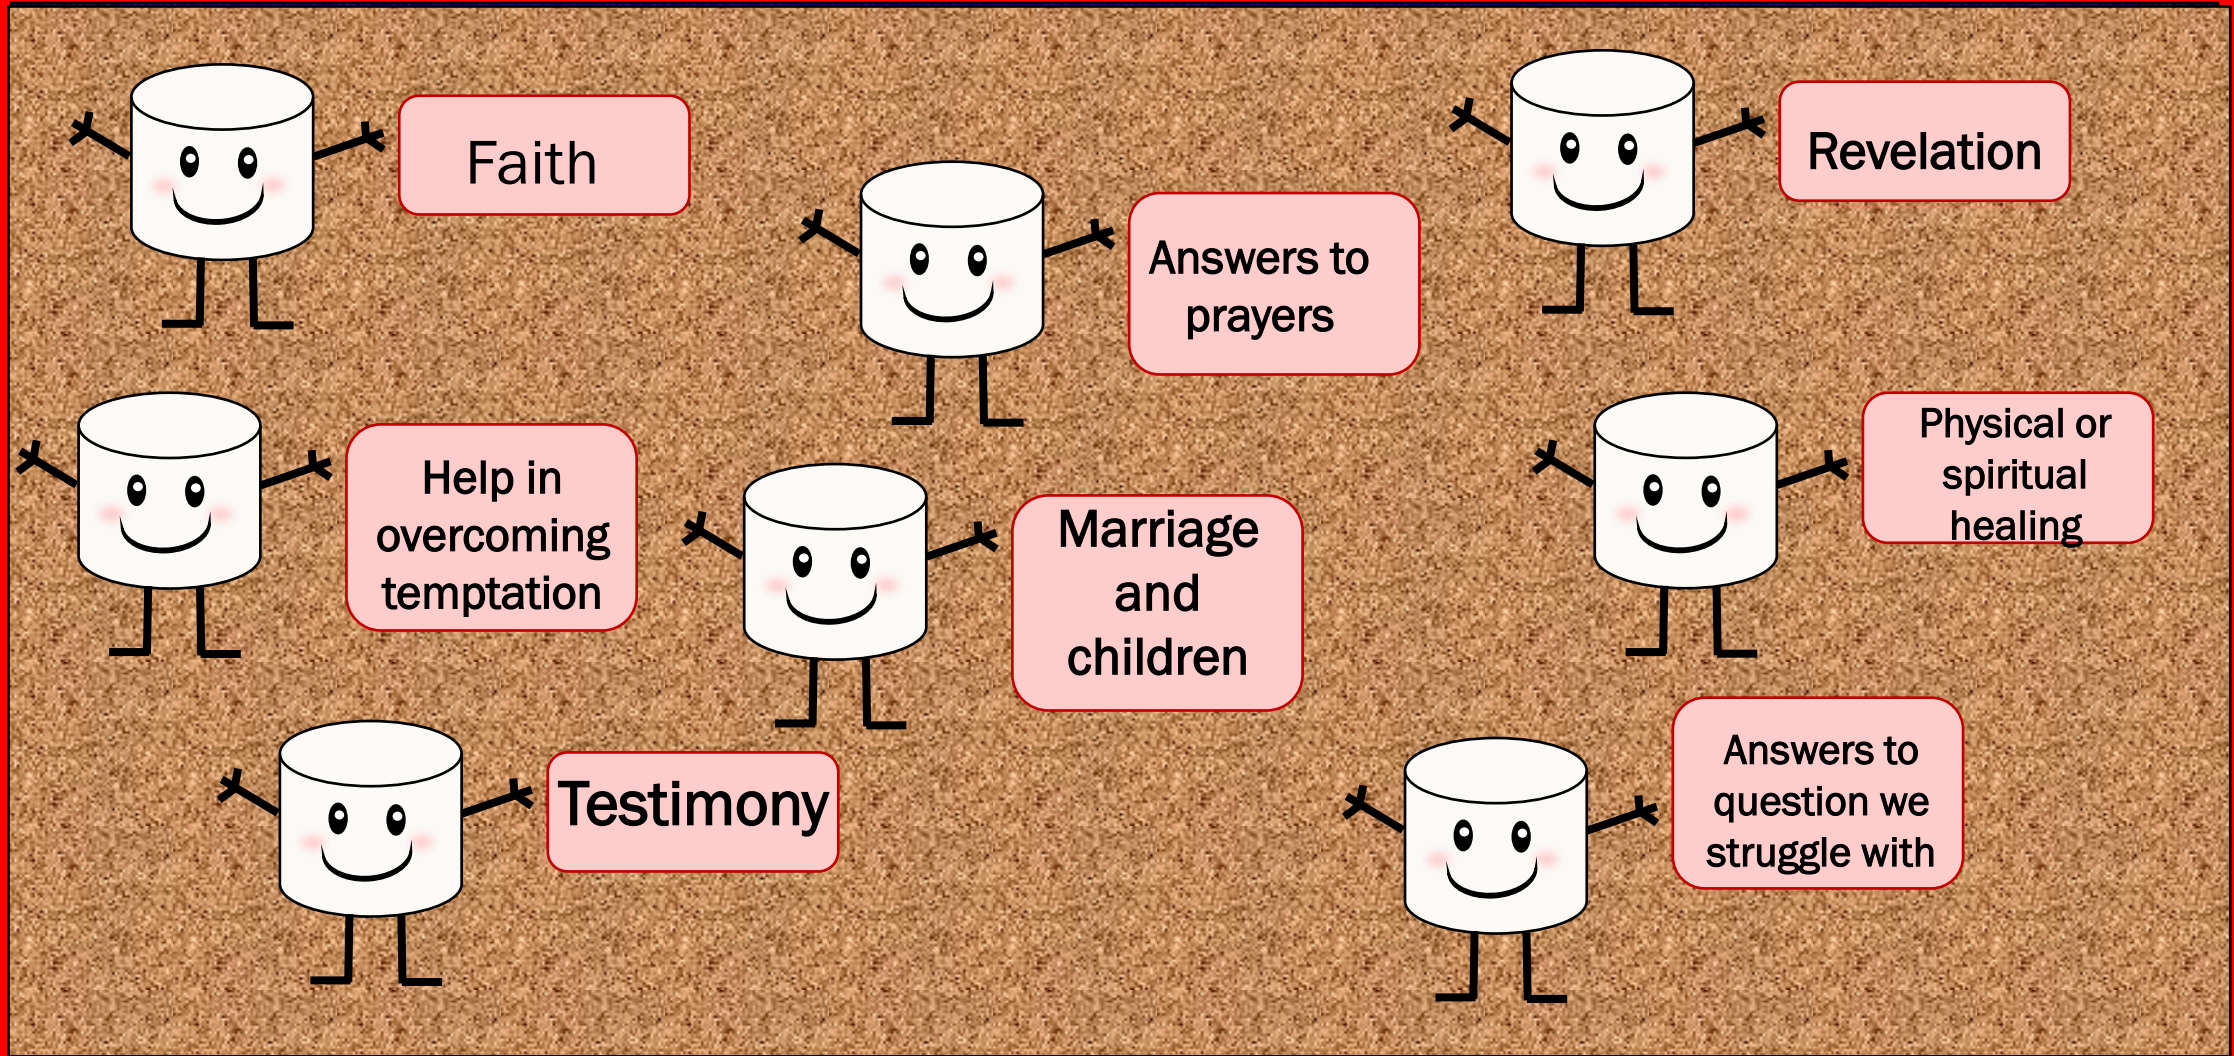 Faith
Answers to
prayers
Revelation
Help in
overcoming
temptation
Marriage
and
children
Physical or
spiritual
healing
Testimony
Answers to
question we
struggle with